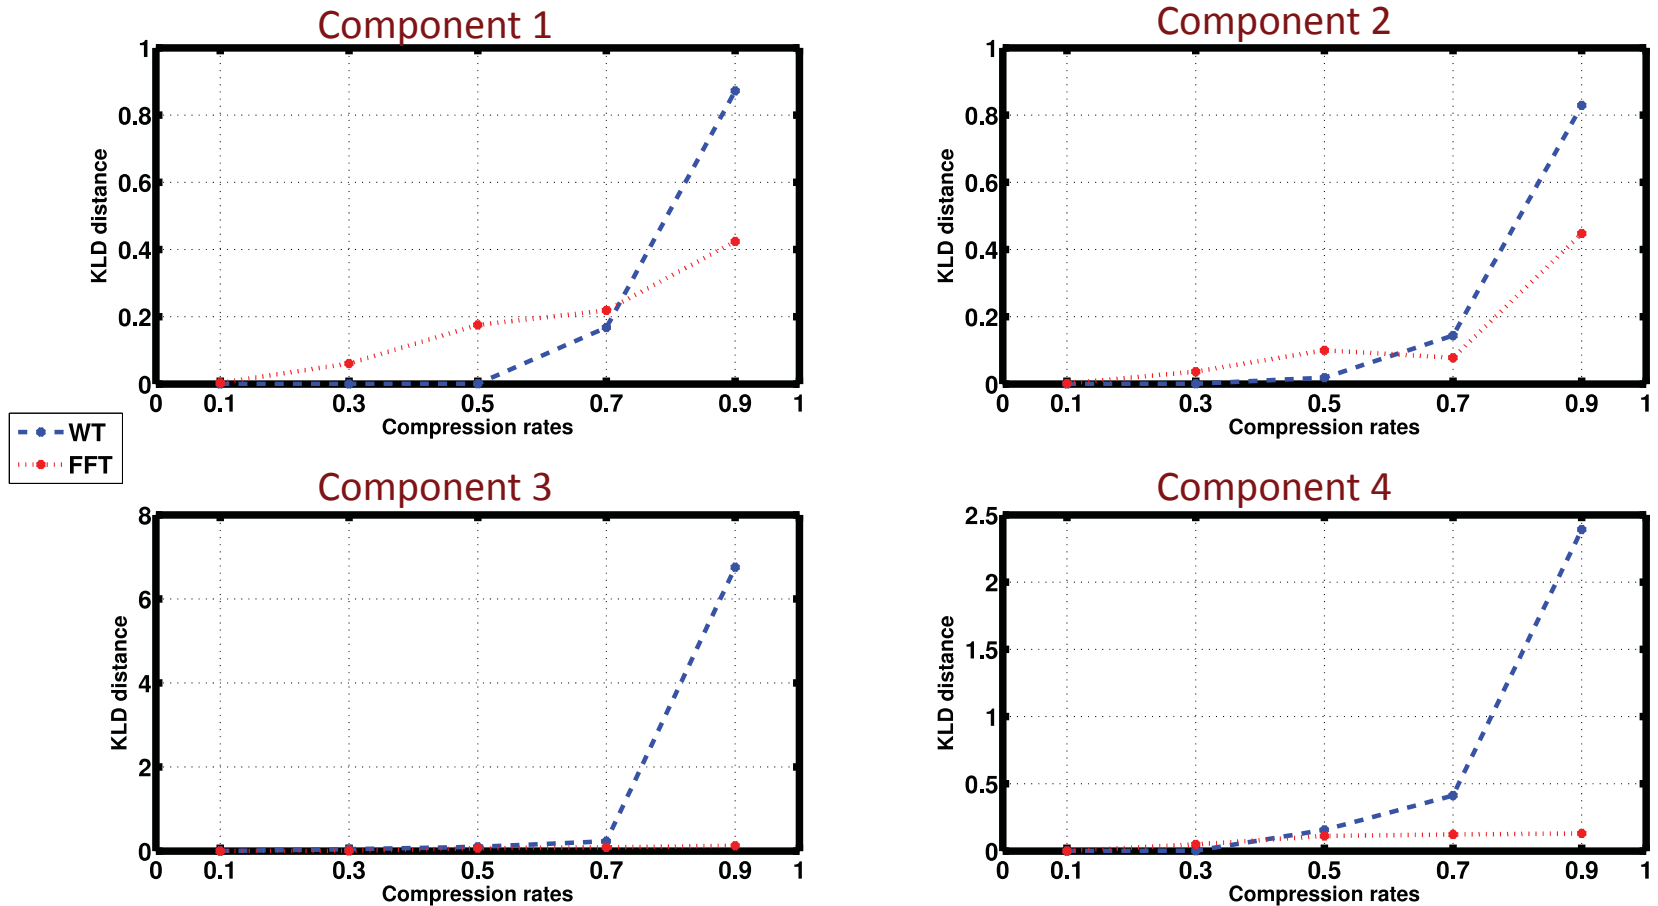 Component 1
1
0.8
0.6
0.4
0.2
0
KLD distance
0 0.1 0.3 0.5 0.7 0.9 1
Compression rates
Component 2
1
0.8
0.6
0.4
0.2
0
KLD distance
0 0.1 0.3 0.5 0.7 0.9 1
Compression rates
WT
FFT
Component 3
8
6
4
2
0
KLD distance
0 0.1 0.3 0.5 0.7 0.9 1
Compression rates
Component 4
2.5
2
1.5
1
0.5
0
KLD distance
0 0.1 0.3 0.5 0.7 0.9 1
Compression rates